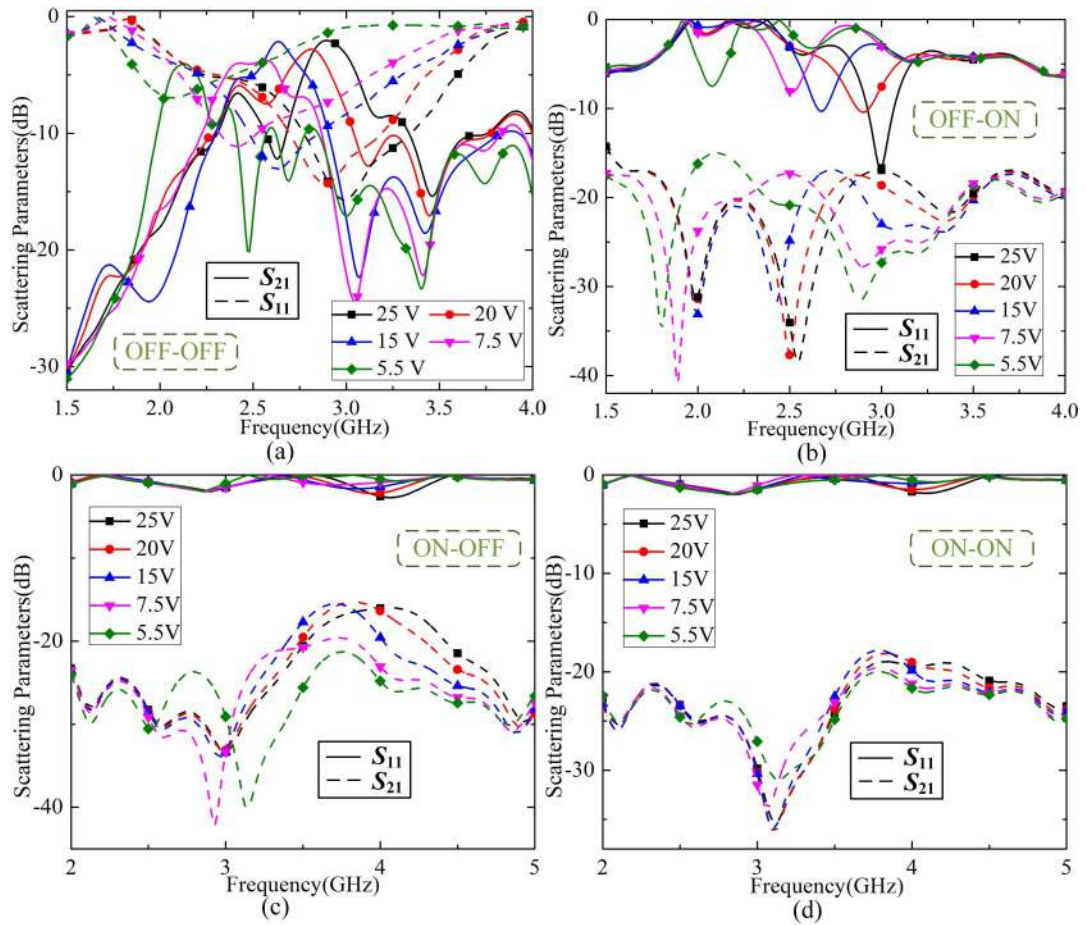 Scattering Parameters(dB)
0
-10
-20
-30
S21
S11
25 V
20 V
15 V
7.5 V
5.5 V
OFF-OFF
1.5 2.0 2.5 3.0 3.5 4.0
Frequency(GHz)
(a)
Scattering Parameters(dB)
0
-10
-20
-30
-40
OFF-ON
S11
S21
25V
20V
15V
7.5V
5.5V
1.5 2.0 2.5 3.0 3.5 4.0
Frequency(GHz)
(b)
Scattering Parameters(dB)
0
-20
-40
25V
20V
15V
7.5V
5.5V
ON-OFF
S11
S21
2 3 4 5
Frequency(GHz)
(c)
Scattering Parameters(dB)
0
-10
-20
-30
25V
20V
15V
7.5V
5.5V
ON-ON
S11
S21
2 3 4 5
Frequency(GHz)
(d)